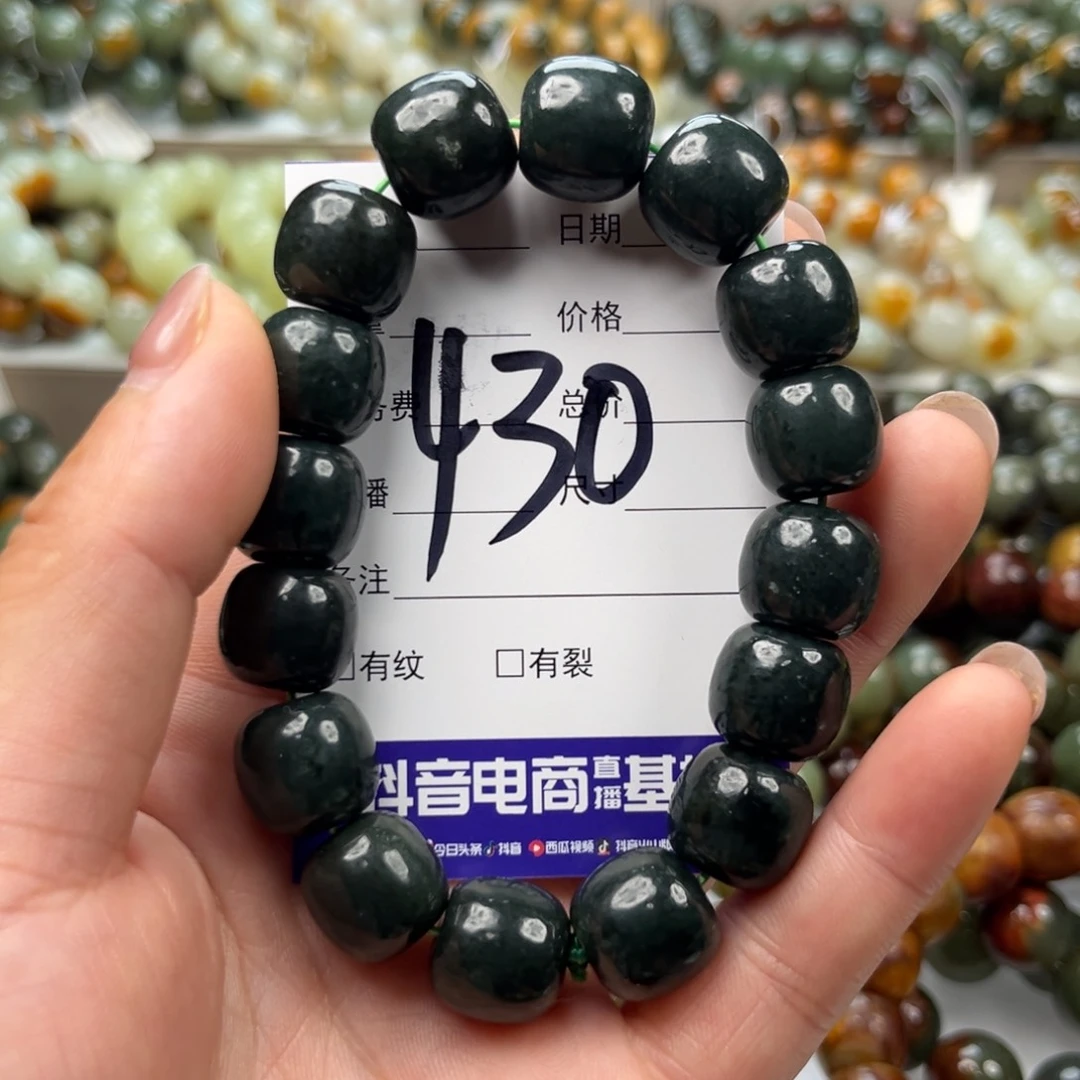 日期
价格
430
费 总价
播 尺寸
备注
□有纹 □有裂
抖音电商直播基
今日头条 抖音 西瓜视频